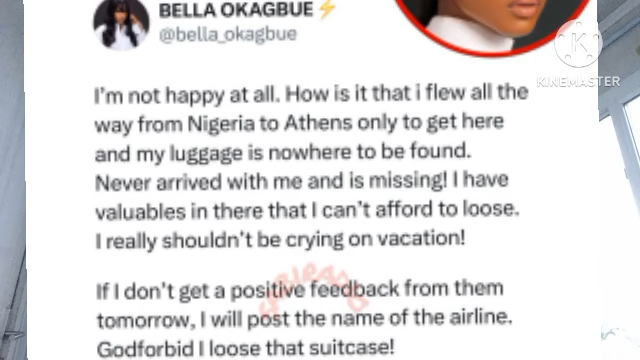 BELLA OKAGBUE⚡
@bella_okagbue
KINEMASTER
I'm not happy at all. How is it that i flew all the
way from Nigeria to Athens only to get here
and my luggage is nowhere to be found.
Never arrived with me and is missing! I have
valuables in there that I can't afford to loose.
I really shouldn't be crying on vacation!
If I don't get a positive feedback from them
tomorrow, I will post the name of the airline.
Godforbid I loose that suitcase!